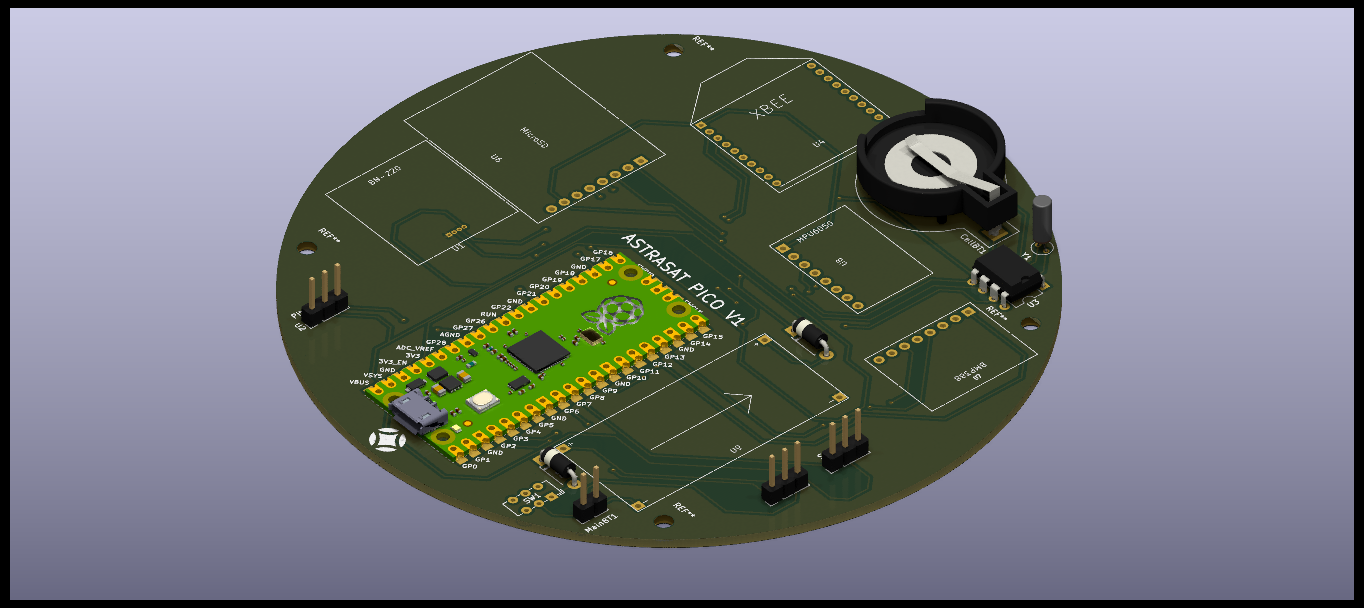 REF**
XBEE
U4
MicroSD
U6
BN-220
U1
REF**
U2
MPU6050
U8
CellBT2
Y1
U3
REF**
BMP388
U7
ASTRASAT PICO V1
GP18
GP17
GND
GP19
GP20
GP21
GND
GP22
RUN
GP26
GP27
AGND
GP28
ADC_VREF
3V3
3V3_EN
GND
VSYS
VBUS
GP15
GP14
GND
GP13
GP12
GP11
GP10
GND
GP9
GP8
GP7
GP6
GND
GP5
GP4
GP3
GP2
GND
GP1
GP0
U9
SW1
MainBT1
REF**